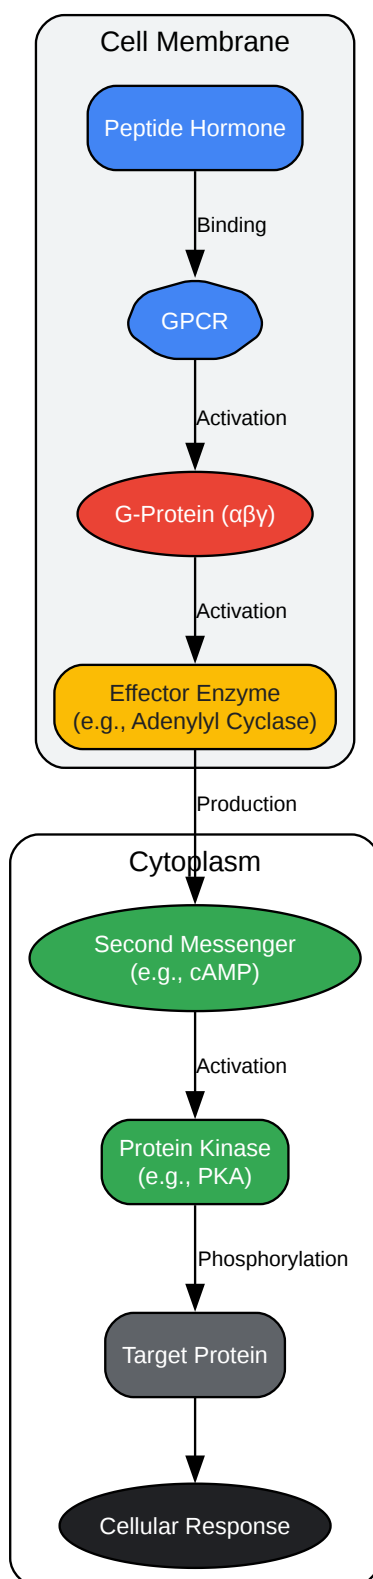 Cell Membrane
Peptide Hormone
Binding
GPCR
Activation
G-Protein (αβγ)
Activation
Effector Enzyme
(e.g., Adenylyl Cyclase)
Production
Cytoplasm
Second Messenger
(e.g., cAMP)
Activation
Protein Kinase
(e.g., PKA)
Phosphorylation
Target Protein
Cellular Response